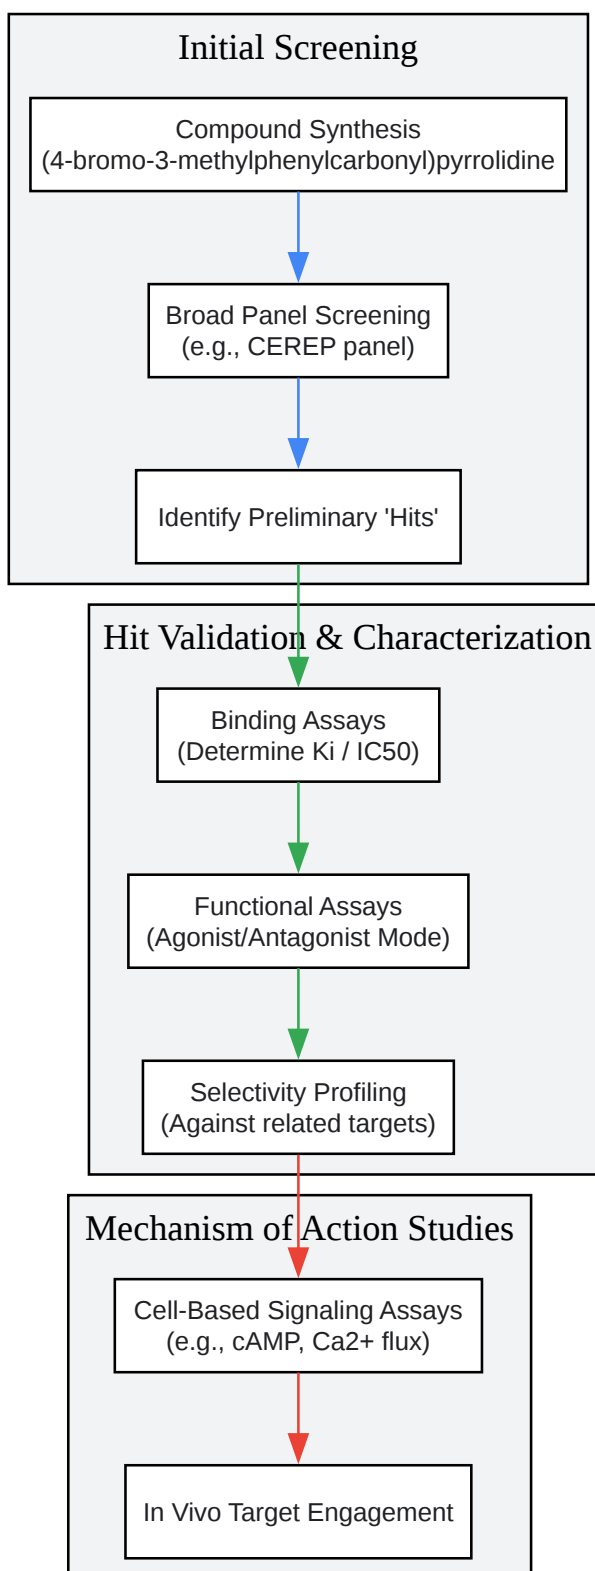 Initial Screening
Compound Synthesis
(4-bromo-3-methylphenylcarbonyl)pyrrolidine
Broad Panel Screening
(e.g., CEREP panel)
Identify Preliminary 'Hits'
Hit Validation & Characterization
Binding Assays
(Determine Ki / IC50)
Functional Assays
(Agonist/Antagonist Mode)
Selectivity Profiling
(Against related targets)
Mechanism of Action Studies
Cell-Based Signaling Assays
(e.g., cAMP, Ca2+ flux)
In Vivo Target Engagement